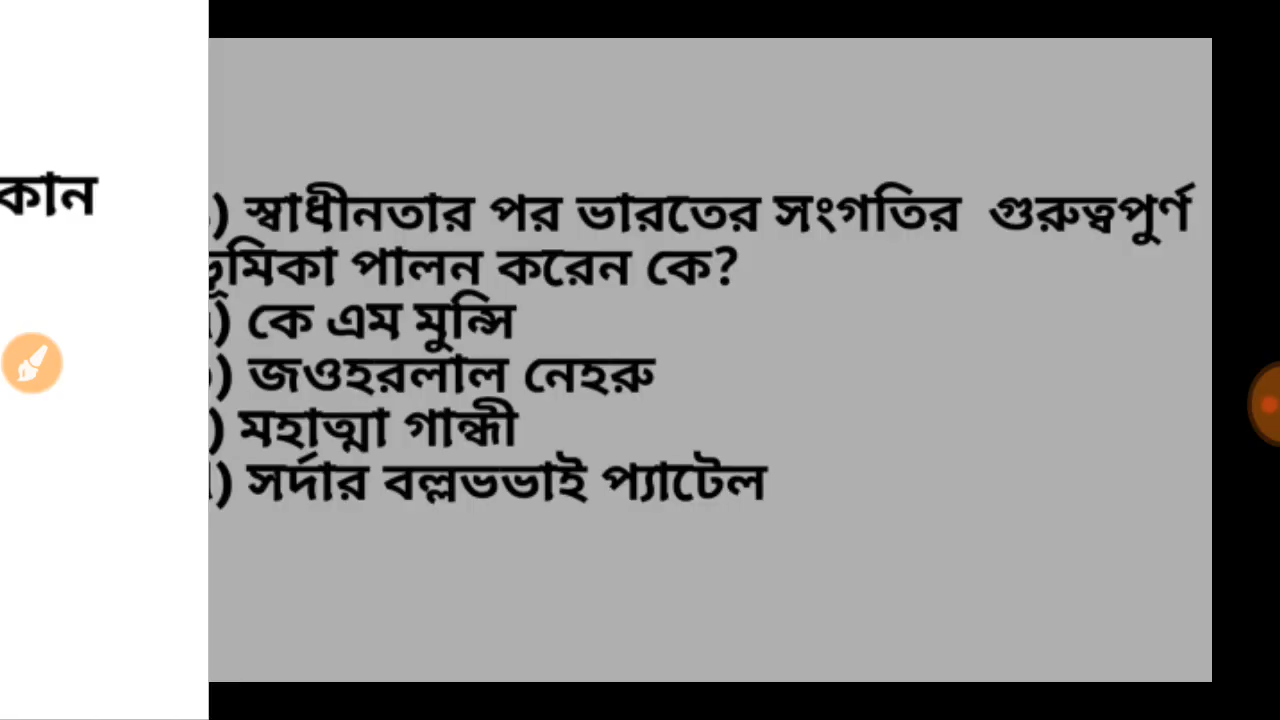 কান
) স্বাধীনতার পর ভারতের সংগতির গুরুত্বপুর্ণ
ভূমিকা পালন করেন কে?
) কে এম মুন্সি
) জওহরলাল নেহরু
) মহাত্মা গান্ধী
) সর্দার বল্লভভাই প্যাটেল